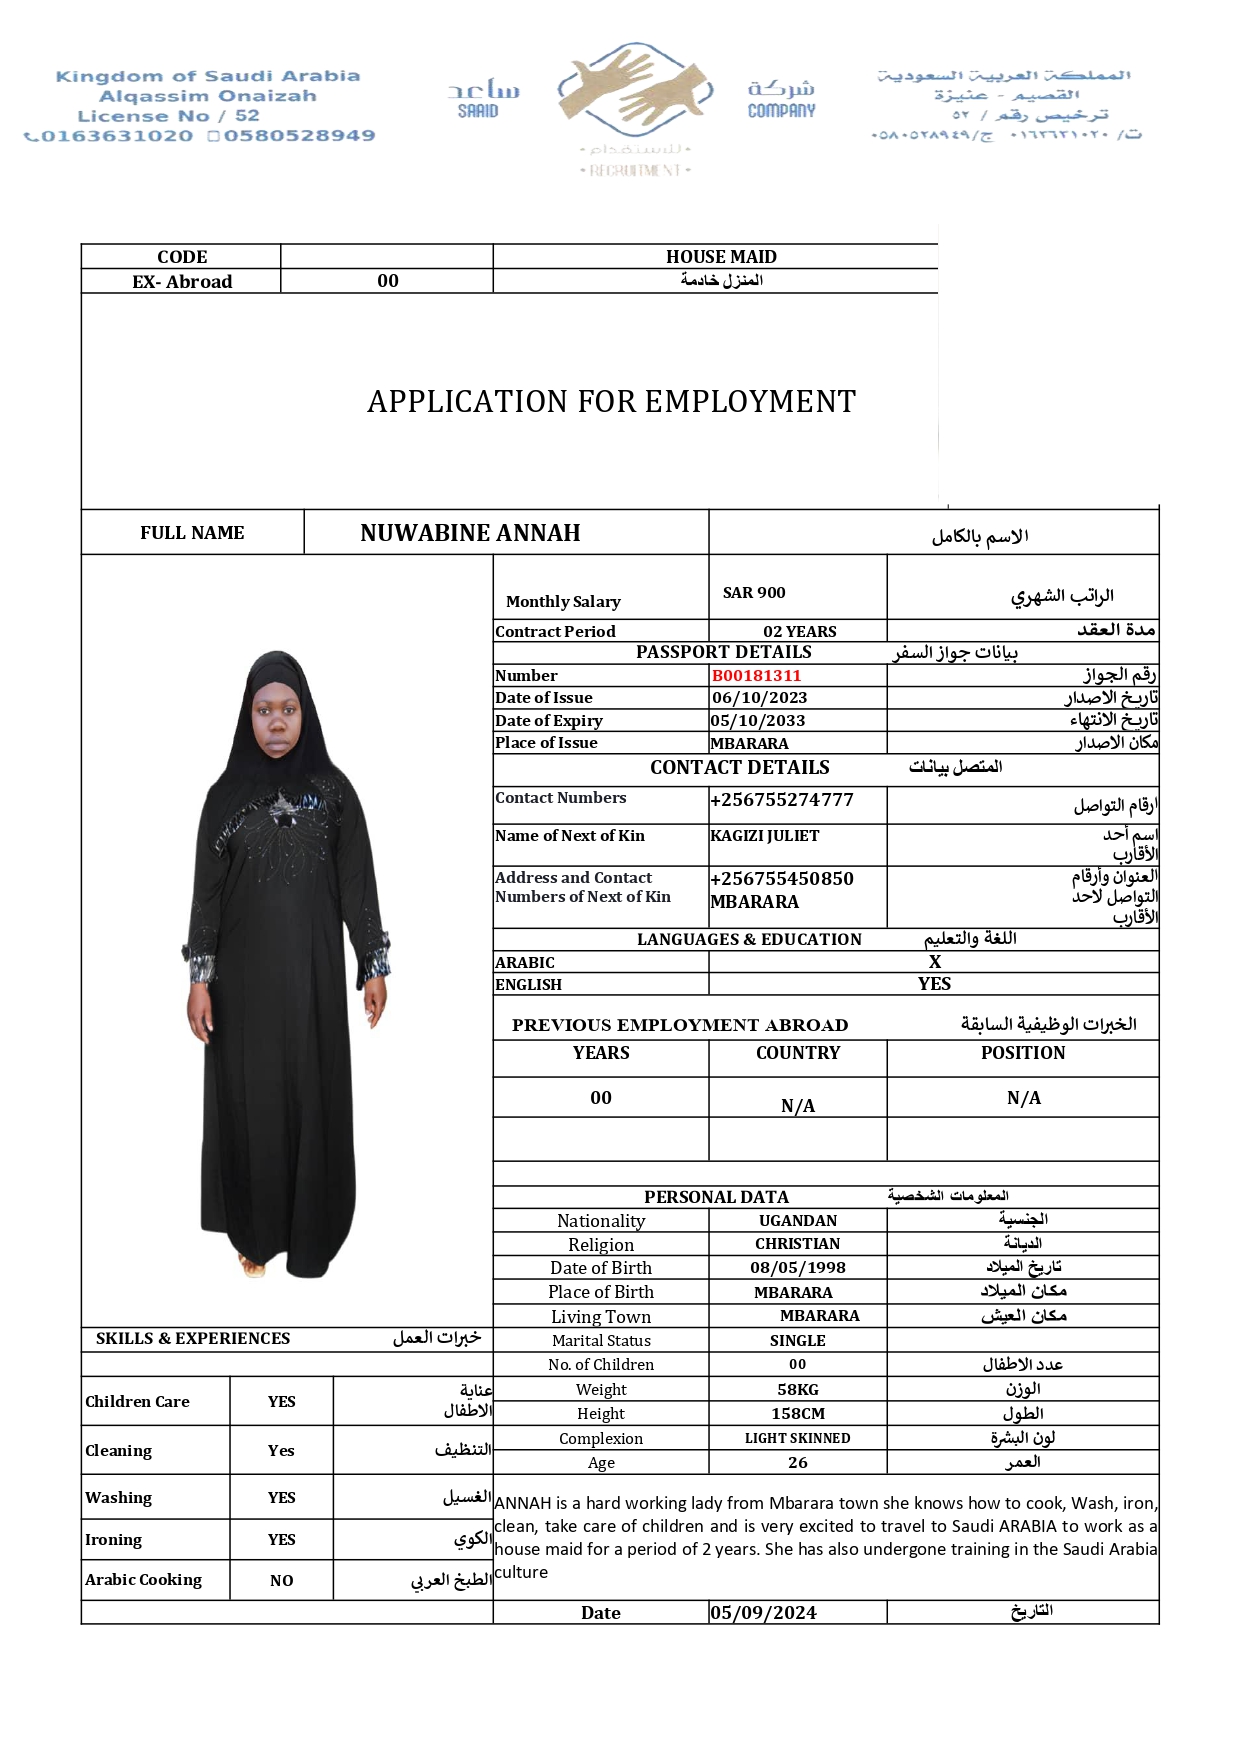 Kingdom of Saudi Arabia
Alqassim Onaizah
License No / 52
0163631020 0580528949
ساعد
SAAID
شركة
COMPANY
• للاستقدام •
• RECRUITMENT •
المملكة العربية السعودية
القصيم - عنيزة
ترخيص رقم / ٥٢
ت/ ٠١٦٣٦٣١٠٢٠ ج/٠٥٨٠٥٢٨٩٤٩
CODE HOUSE MAID
EX- Abroad 00 المنزل خادمة
APPLICATION FOR EMPLOYMENT
FULL NAME NUWABINE ANNAH الاسم بالكامل
Monthly Salary SAR 900 الراتب الشهري
Contract Period 02 YEARS مدة العقد
PASSPORT DETAILS بيانات جواز السفر
Number B00181311 رقم الجواز
Date of Issue 06/10/2023 تاريخ الاصدار
Date of Expiry 05/10/2033 تاريخ الانتهاء
Place of Issue MBARARA مكان الاصدار
CONTACT DETAILS المتصل بيانات
Contact Numbers +256755274777 ارقام التواصل
Name of Next of Kin KAGIZI JULIET اسم أحد
الأقارب
Address and Contact +256755450850 العنوان وأرقام
Numbers of Next of Kin MBARARA التواصل لاحد
الأقارب
LANGUAGES & EDUCATION اللغة والتعليم
ARABIC X
ENGLISH YES
PREVIOUS EMPLOYMENT ABROAD الخبرات الوظيفية السابقة
YEARS COUNTRY POSITION
00 N/A N/A
PERSONAL DATA المعلومات الشخصية
Nationality UGANDAN الجنسية
Religion CHRISTIAN الديانة
Date of Birth 08/05/1998 تاريخ الميلاد
Place of Birth MBARARA مكان الميلاد
Living Town MBARARA مكان العيش
Marital Status SINGLE
No. of Children 00 عدد الاطفال
Weight 58KG الوزن
Height 158CM الطول
Complexion LIGHT SKINNED لون البشرة
Age 26 العمر
SKILLS & EXPERIENCES خبرات العمل
Children Care YES عناية
الاطفال
Cleaning Yes التنظيف
Washing YES الغسيل
Ironing YES الكوي
Arabic Cooking NO الطبخ العربي
ANNAH is a hard working lady from Mbarara town she knows how to cook, Wash, iron,
clean, take care of children and is very excited to travel to Saudi ARABIA to work as a
house maid for a period of 2 years. She has also undergone training in the Saudi Arabia
culture
Date 05/09/2024 التاريخ